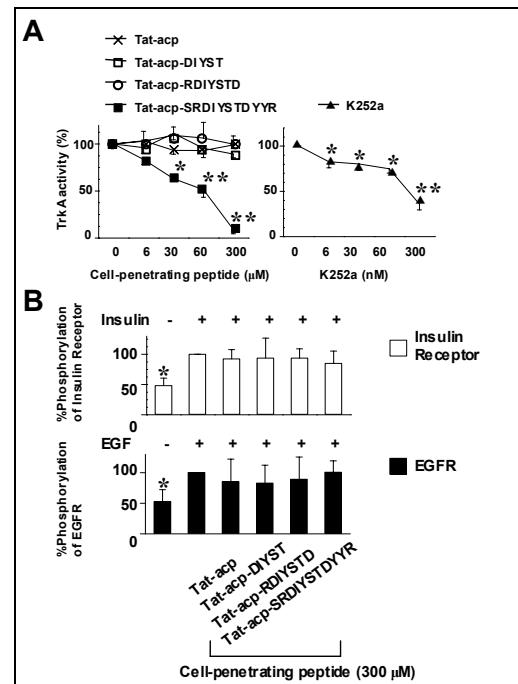 A
Tat-acp
Tat-acp-DIYST
Tat-acp-RDIYSTD
Tat-acp-SRDIYSTDYYR
K252a
TrkA activity (%)
100
50
0
* ** **
0 6 30 60 300
Cell-penetrating peptide (µM)
100
50
0
* * * **
0 6 30 60 300
K252a (nM)
B
Insulin - + + + + +
%Phosphorylation of Insulin Receptor
100
50
0
*
Insulin Receptor
EGF - + + + + +
%Phosphorylation of EGFR
100
50
0
*
EGFR
Tat-acp
Tat-acp-DIYST
Tat-acp-RDIYSTD
Tat-acp-SRDIYSTDYYR
Cell-penetrating peptide (300 µM)